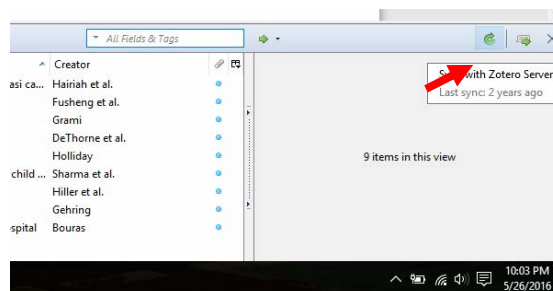 All Fields & Tags
Creator
Sy with Zotero Server
Last sync: 2 years ago
asi ca... Hairiah et al.
Fusheng et al.
Grami
DeThorne et al.
Holliday
child ... Sharma et al.
Hiller et al.
Gehring
spital Bouras
9 items in this view
10:03 PM
5/26/2016